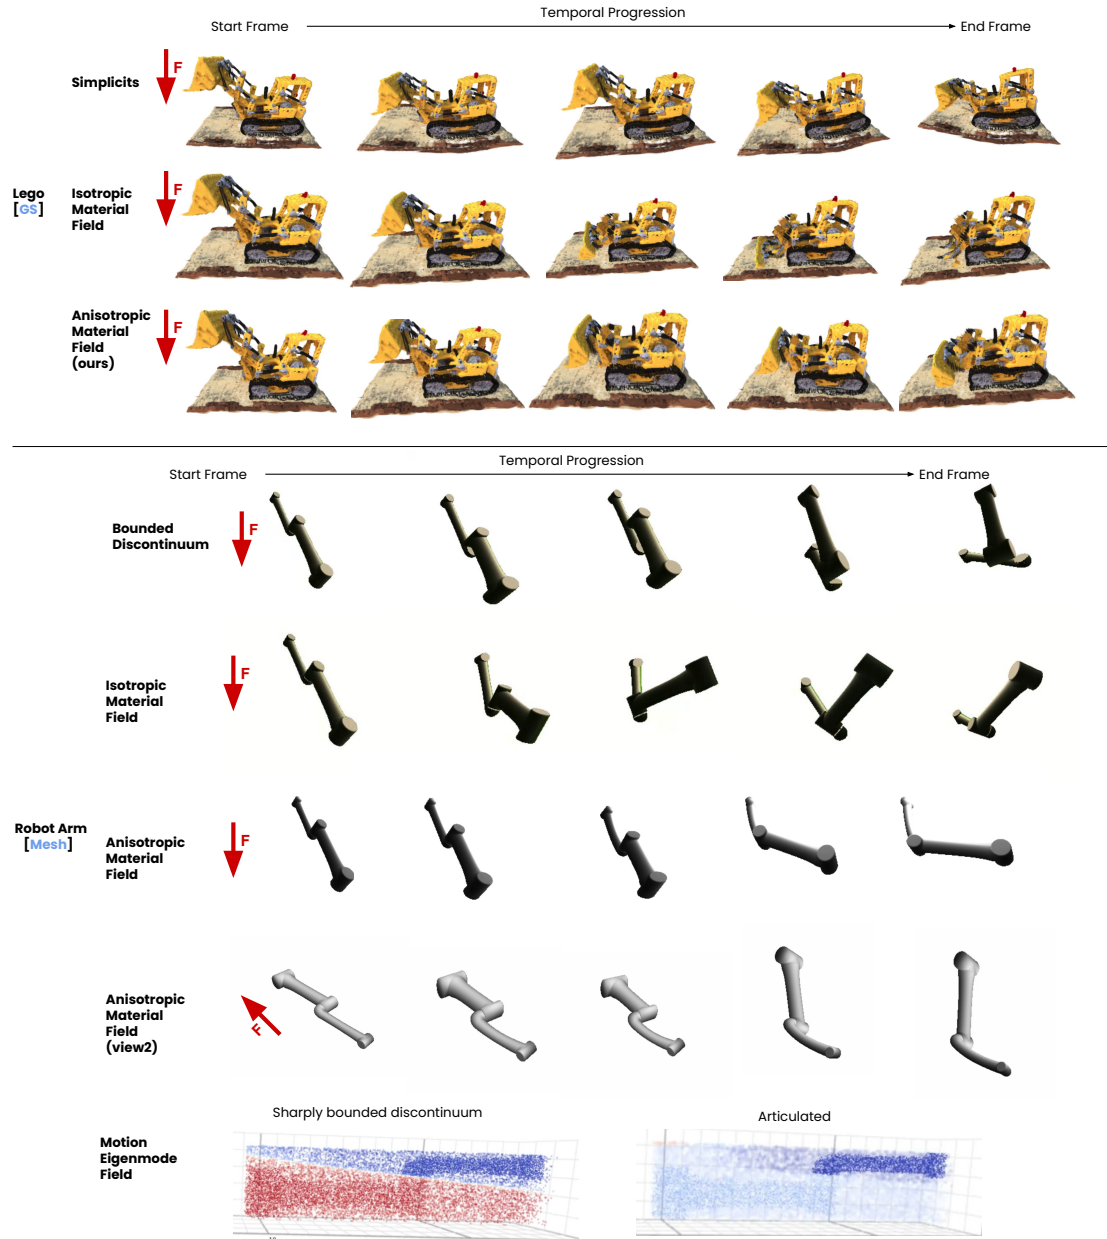 Temporal Progression
Start Frame
End Frame
Simplicits
F
Lego
[GS]
Isotropic
Material
Field
F
Anisotropic
Material
Field
(ours)
F
Temporal Progression
Start Frame
End Frame
Bounded
Discontinuum
F
Isotropic
Material
Field
F
Robot Arm
[Mesh]
Anisotropic
Material
Field
F
Anisotropic
Material
Field
(view2)
F
Sharply bounded discontinuum
Articulated
Motion
Eigenmode
Field